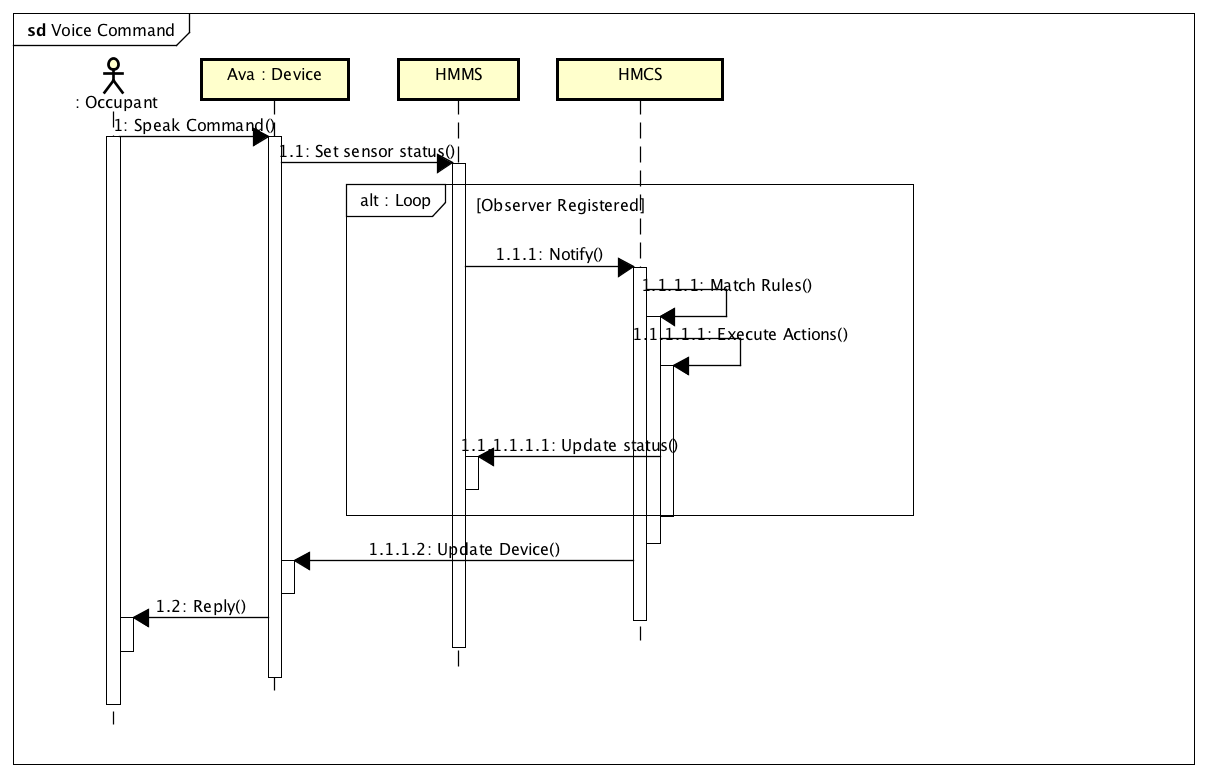 sd Voice Command
: Occupant
Ava : Device
HMMS
HMCS
1: Speak Command()
1.1: Set sensor status()
alt : Loop
[Observer Registered]
1.1.1: Notify()
1.1.1.1: Match Rules()
1.1.1.1.1: Execute Actions()
1.1.1.1.1.1: Update status()
1.1.1.2: Update Device()
1.2: Reply()